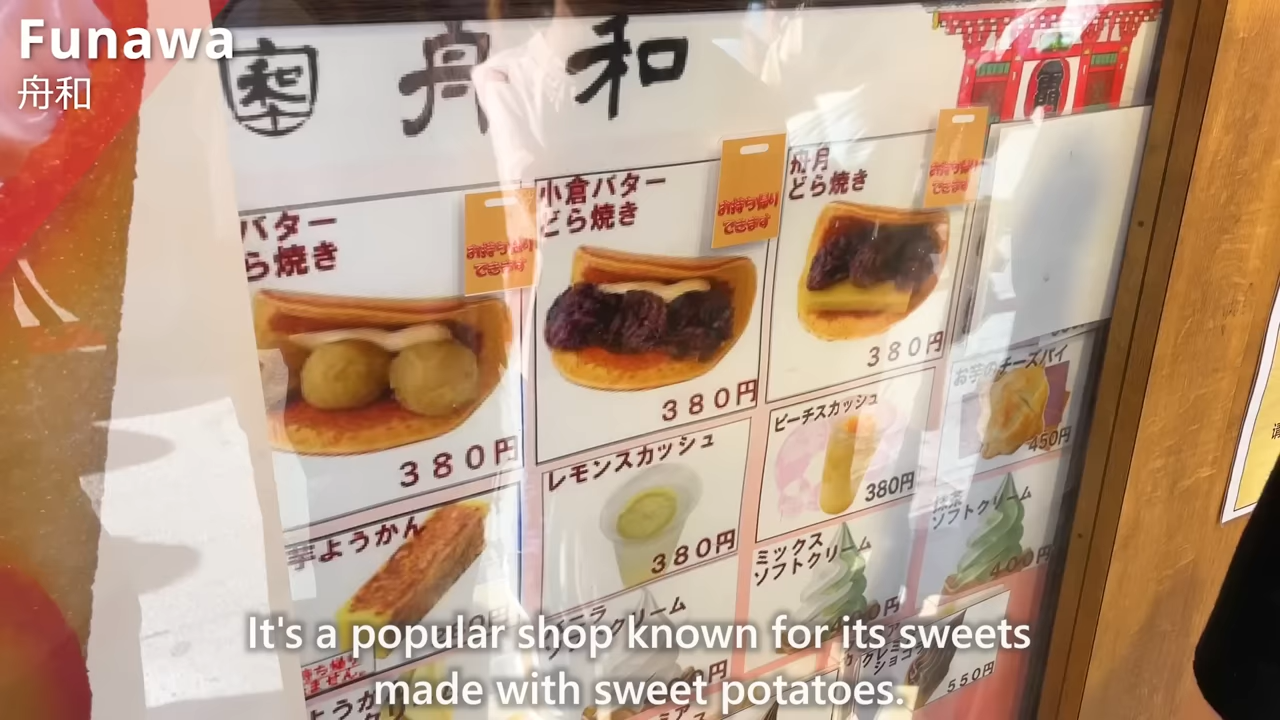 Funawa
舟和
舟和
バター
ら焼き
お持ち帰り
できます
380円
小倉バター
どら焼き
お持ち帰り
できます
380円
舟月
どら焼き
お持ち帰り
できます
380円
芋ようかん
レモンスカッシュ
380円
ピーチスカッシュ
380円
お芋のチーズパイ
450円
ミックス
ソフトクリーム
抹茶
ソフトクリーム
400円
550円
It's a popular shop known for its sweets
made with sweet potatoes.